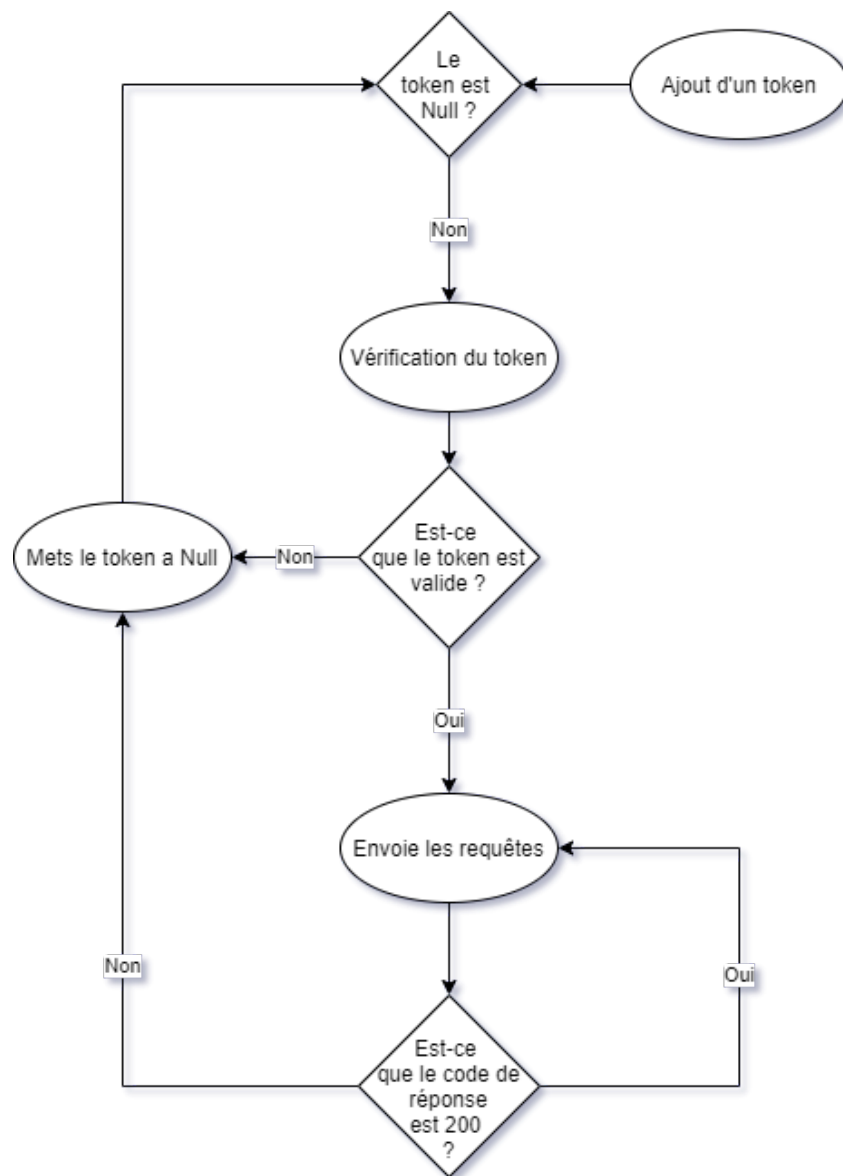 Le
token est
Null ?
Ajout d'un token
Non
Vérification du token
Est-ce
que le token est
valide ?
Non
Mets le token a Null
Oui
Envoie les requêtes
Non
Oui
Est-ce
que le code de
réponse
est 200
?